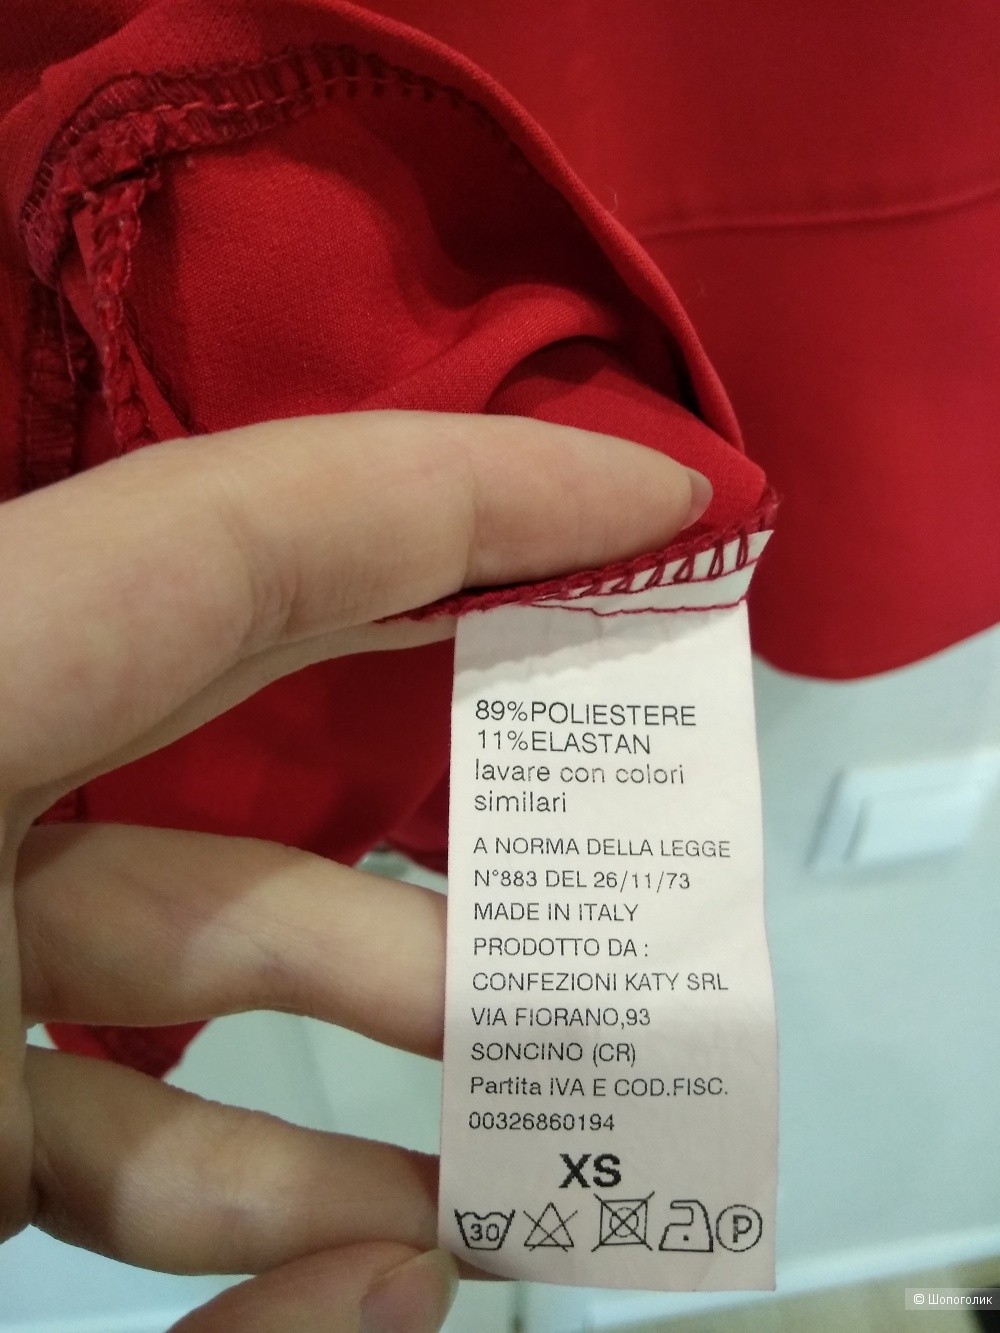 89%POLIESTERE
11%ELASTAN
lavare con colori
similari
A NORMA DELLA LEGGE
N°883 DEL 26/11/73
MADE IN ITALY
PRODOTTO DA :
CONFEZIONI KATY SRL
VIA FIORANO,93
SONCINO (CR)
Partita IVA E COD.FISC.
00326860194
XS
30 P
© Шопоголик